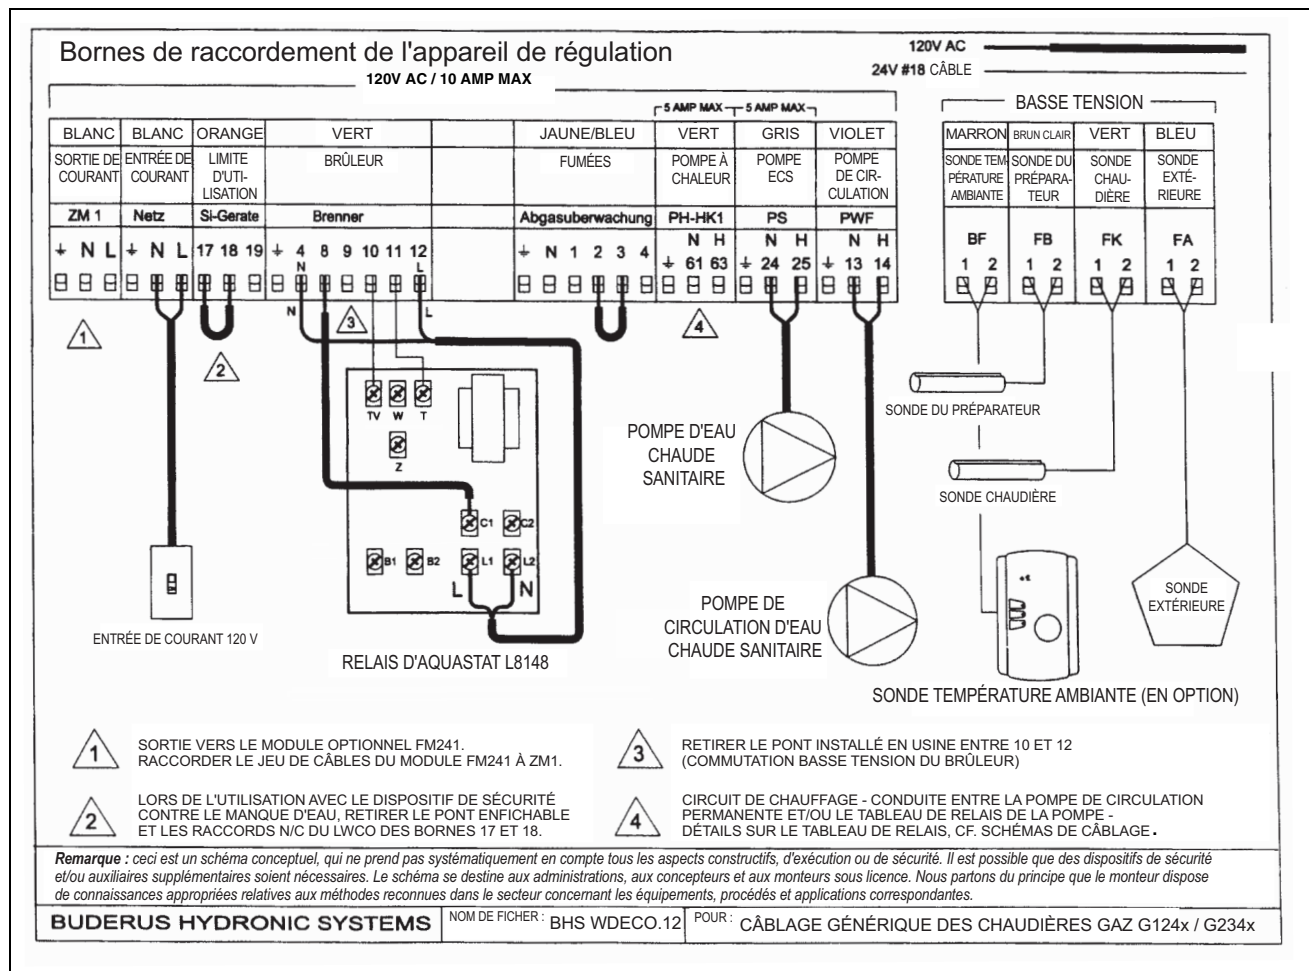 Bornes de raccordement de l'appareil de régulation
120V AC / 10 AMP MAX
120V AC
24V #18 CÂBLE
5 AMP MAX
5 AMP MAX
BASSE TENSION
BLANC
BLANC
ORANGE
VERT
JAUNE/BLEU
VERT
GRIS
VIOLET
MARRON
BRUN CLAIR
VERT
BLEU
SORTIE DE
COURANT
ENTRÉE DE
COURANT
LIMITE
D'UTI-
LISATION
BRÛLEUR
FUMÉES
POMPE À
CHALEUR
POMPE
ECS
POMPE
DE CIR-
CULATION
SONDE TEM-
PÉRATURE
AMBIANTE
SONDE DU
PRÉPARA-
TEUR
SONDE
CHAU-
DIÈRE
SONDE
EXTÉ-
RIEURE
ZM 1
Netz
Si-Gerate
Brenner
Abgasuberwachung
PH-HK1
PS
PWF
BF
FB
FK
FA
N L
N L
17 18 19
4 8 9 10 11 12
N
L
N 1 2 3 4
N H
61 63
N H
24 25
N H
13 14
1 2
1 2
1 2
1 2
N
L
1
2
3
4
TV
W
T
Z
C1
C2
B1
B2
L1
L2
L
N
ENTRÉE DE COURANT 120 V
RELAIS D'AQUASTAT L8148
POMPE D'EAU
CHAUDE
SANITAIRE
POMPE DE
CIRCULATION D'EAU
CHAUDE SANITAIRE
SONDE DU PRÉPARATEUR
SONDE CHAUDIÈRE
SONDE
EXTÉRIEURE
SONDE TEMPÉRATURE AMBIANTE (EN OPTION)
1
SORTIE VERS LE MODULE OPTIONNEL FM241.
RACCORDER LE JEU DE CÂBLES DU MODULE FM241 À ZM1.
2
LORS DE L'UTILISATION AVEC LE DISPOSITIF DE SÉCURITÉ
CONTRE LE MANQUE D'EAU, RETIRER LE PONT ENFICHABLE
ET LES RACCORDS N/C DU LWCO DES BORNES 17 ET 18.
3
RETIRER LE PONT INSTALLÉ EN USINE ENTRE 10 ET 12
(COMMUTATION BASSE TENSION DU BRÛLEUR)
4
CIRCUIT DE CHAUFFAGE - CONDUITE ENTRE LA POMPE DE CIRCULATION
PERMANENTE ET/OU LE TABLEAU DE RELAIS DE LA POMPE -
DÉTAILS SUR LE TABLEAU DE RELAIS, CF. SCHÉMAS DE CÂBLAGE.
Remarque : ceci est un schéma conceptuel, qui ne prend pas systématiquement en compte tous les aspects constructifs, d'exécution ou de sécurité. Il est possible que des dispositifs de sécurité
et/ou auxiliaires supplémentaires soient nécessaires. Le schéma se destine aux administrations, aux concepteurs et aux monteurs sous licence. Nous partons du principe que le monteur dispose
de connaissances appropriées relatives aux méthodes reconnues dans le secteur concernant les équipements, procédés et applications correspondantes.
BUDERUS HYDRONIC SYSTEMS
NOM DE FICHER : BHS WDECO.12
POUR : CÂBLAGE GÉNÉRIQUE DES CHAUDIÈRES GAZ G124x / G234x